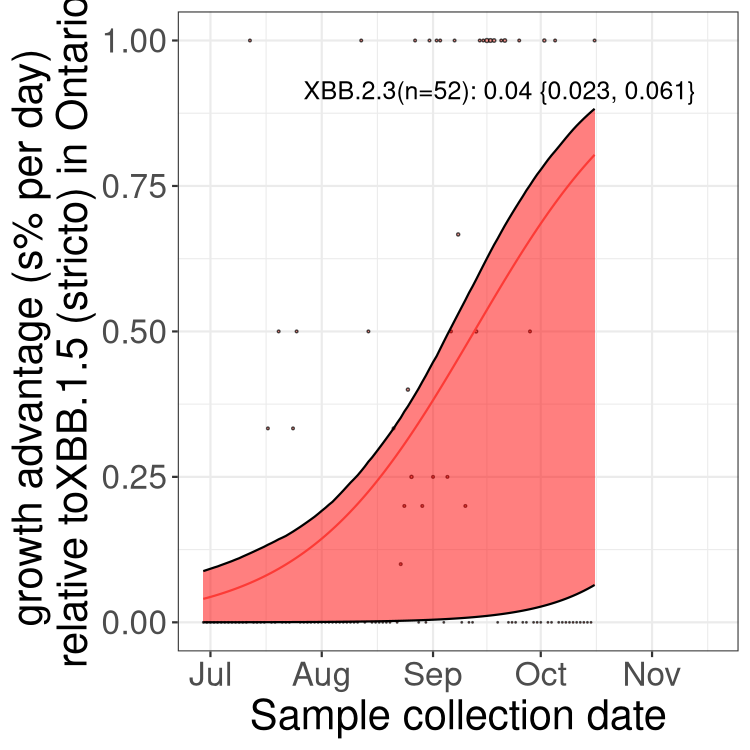 growth advantage (s% per day)
relative toXBB.1.5 (stricto) in Ontario
1.00
0.75
0.50
0.25
0.00
XBB.2.3(n=52): 0.04 {0.023, 0.061}
Jul Aug Sep Oct Nov
Sample collection date